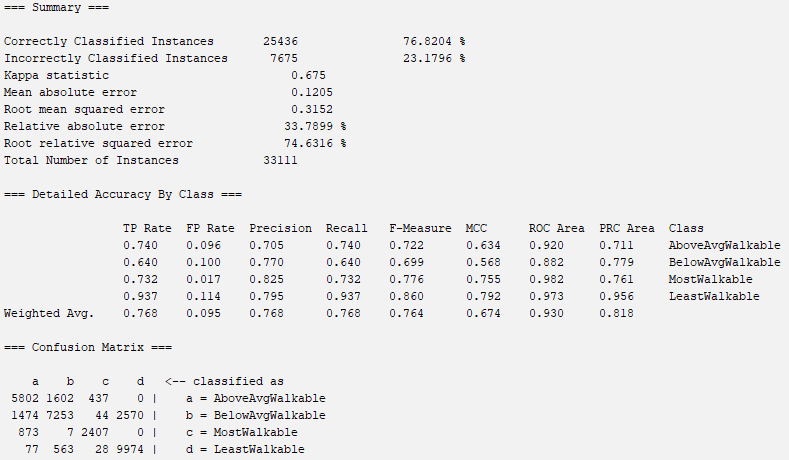 === Summary ===
Correctly Classified Instances 25436 76.8204 %
Incorrectly Classified Instances 7675 23.1796 %
Kappa statistic 0.675
Mean absolute error 0.1205
Root mean squared error 0.3152
Relative absolute error 33.7899 %
Root relative squared error 74.6316 %
Total Number of Instances 33111
=== Detailed Accuracy By Class ===
TP Rate FP Rate Precision Recall F-Measure MCC ROC Area PRC Area Class
0.740 0.096 0.705 0.740 0.722 0.634 0.920 0.711 AboveAvgWalkable
0.640 0.100 0.770 0.640 0.699 0.568 0.882 0.779 BelowAvgWalkable
0.732 0.017 0.825 0.732 0.776 0.755 0.982 0.761 MostWalkable
0.937 0.114 0.795 0.937 0.860 0.792 0.973 0.956 LeastWalkable
Weighted Avg. 0.768 0.095 0.768 0.768 0.764 0.674 0.930 0.818
=== Confusion Matrix ===
a b c d <-- classified as
5802 1602 437 0 | a = AboveAvgWalkable
1474 7253 44 2570 | b = BelowAvgWalkable
873 7 2407 0 | c = MostWalkable
77 563 28 9974 | d = LeastWalkable